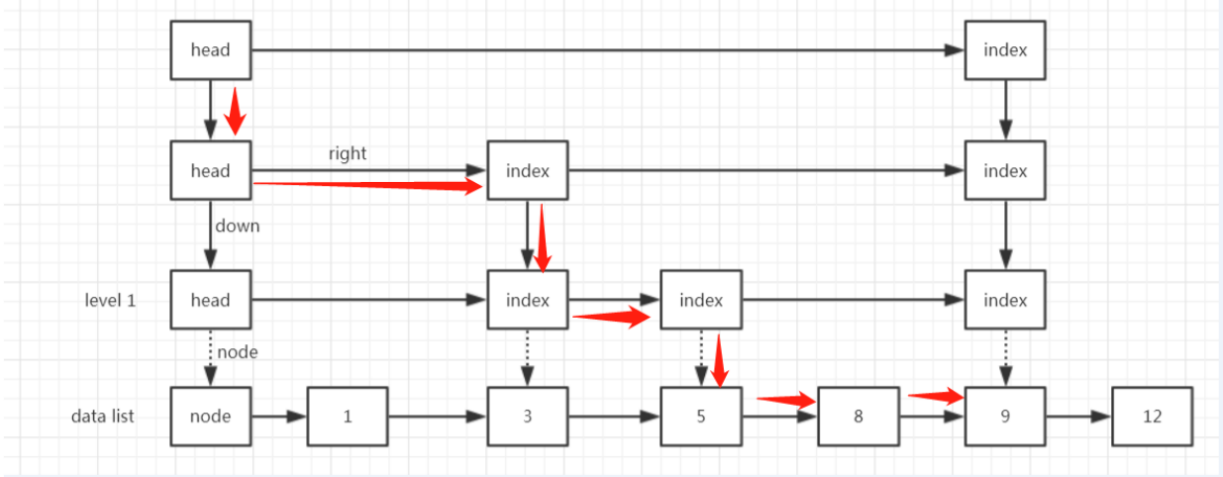 head index
right
head index index
down
level 1 head index index index
node
data list node 1 3 5 8 9 12